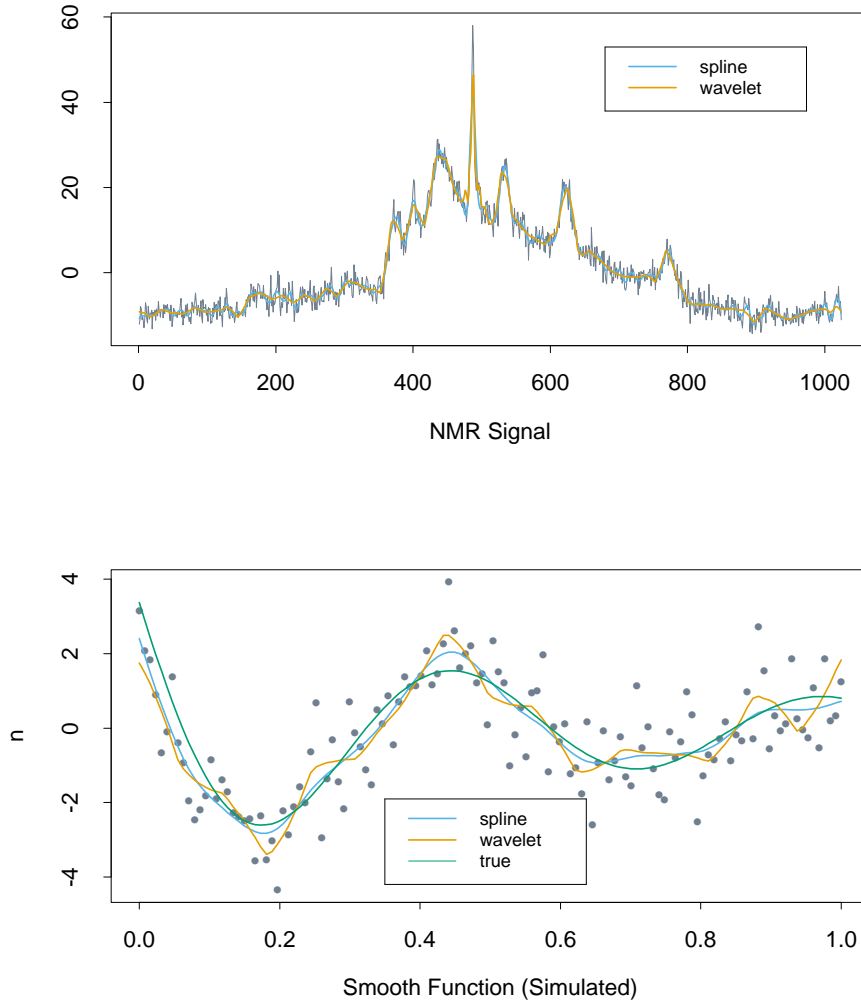 60
40
20
0
spline
wavelet
0 200 400 600 800 1000
NMR Signal
n
4
2
0
-2
-4
spline
wavelet
true
0.0 0.2 0.4 0.6 0.8 1.0
Smooth Function (Simulated)